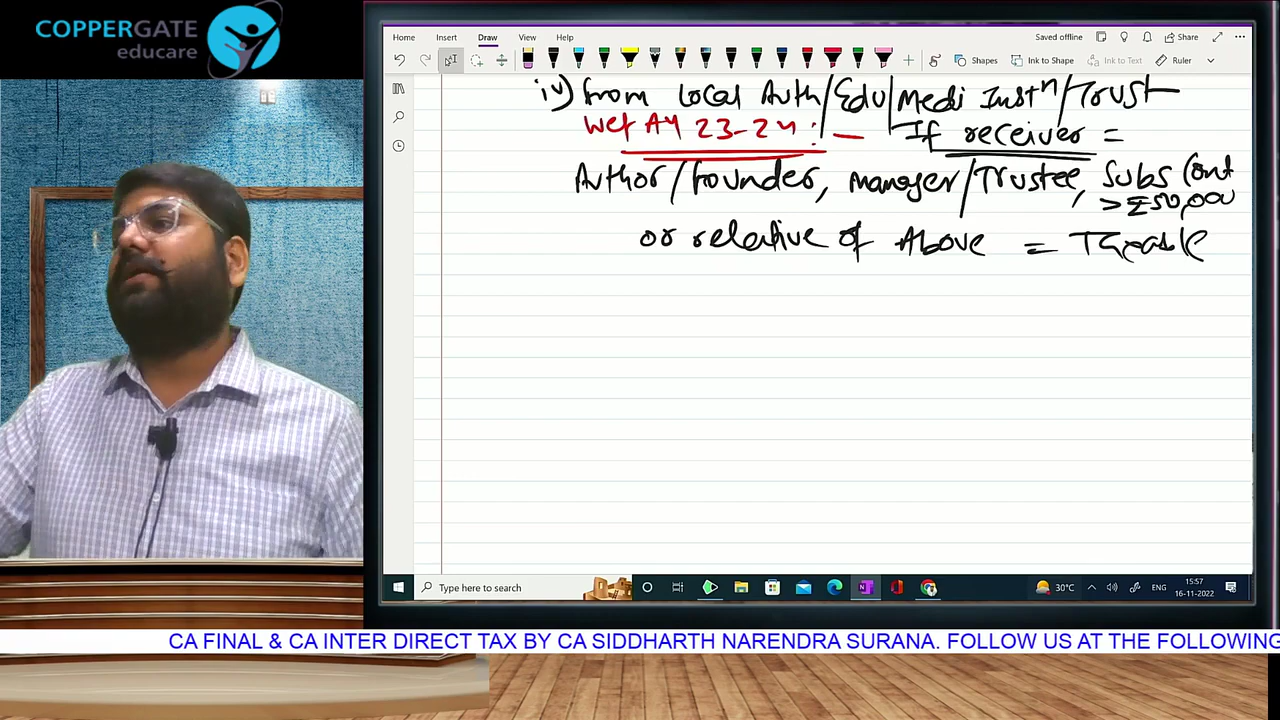 COPPERGATE
educare
Home Insert Draw View Help
Saved offline
Share
Shapes
Ink to Shape
Ink to Text
Ruler
iv) from Local Auth/Edu/Medi Instn/Trust
Wef AY 23-24: — If receiver =
Author/founder, manager/Trustee, Subs Cont
>₹50,000
or relative of Above =
Type here to search
30°C
ENG
15:57
16-11-2022
CA FINAL & CA INTER DIRECT TAX BY CA SIDDHARTH NARENDRA SURANA. FOLLOW US AT THE FOLLOWING